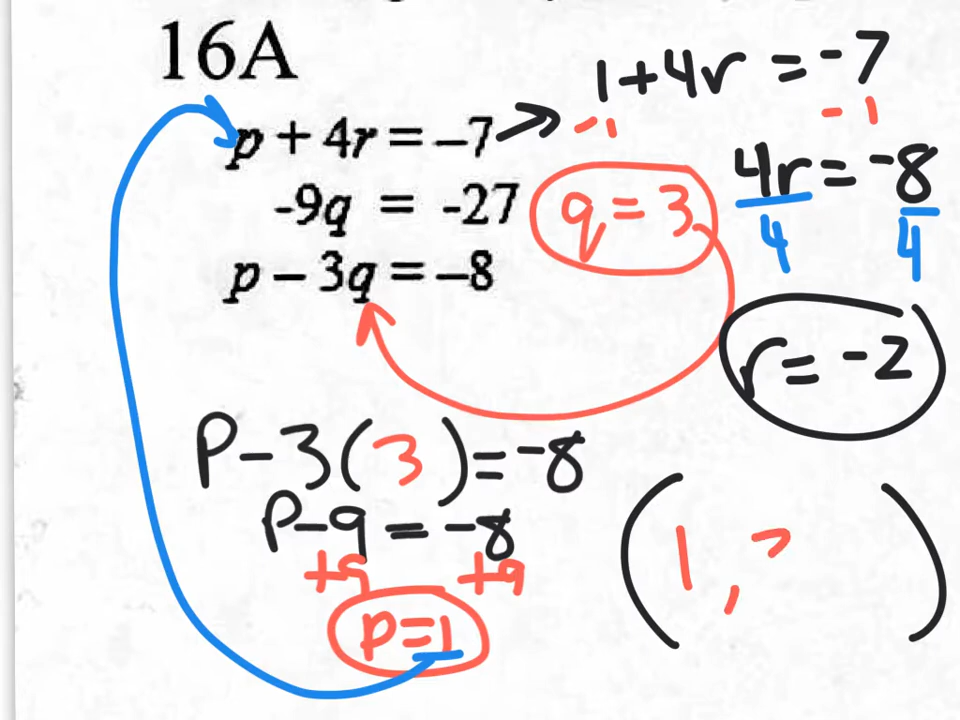 16A
p + 4r = –7
-9q = -27
p – 3q = –8
q = 3
1 + 4r = -7
-1 -1
4r = -8
4 4
r = -2
P - 3(3) = -8
P - 9 = -8
+9 +9
p = 1
(1, )